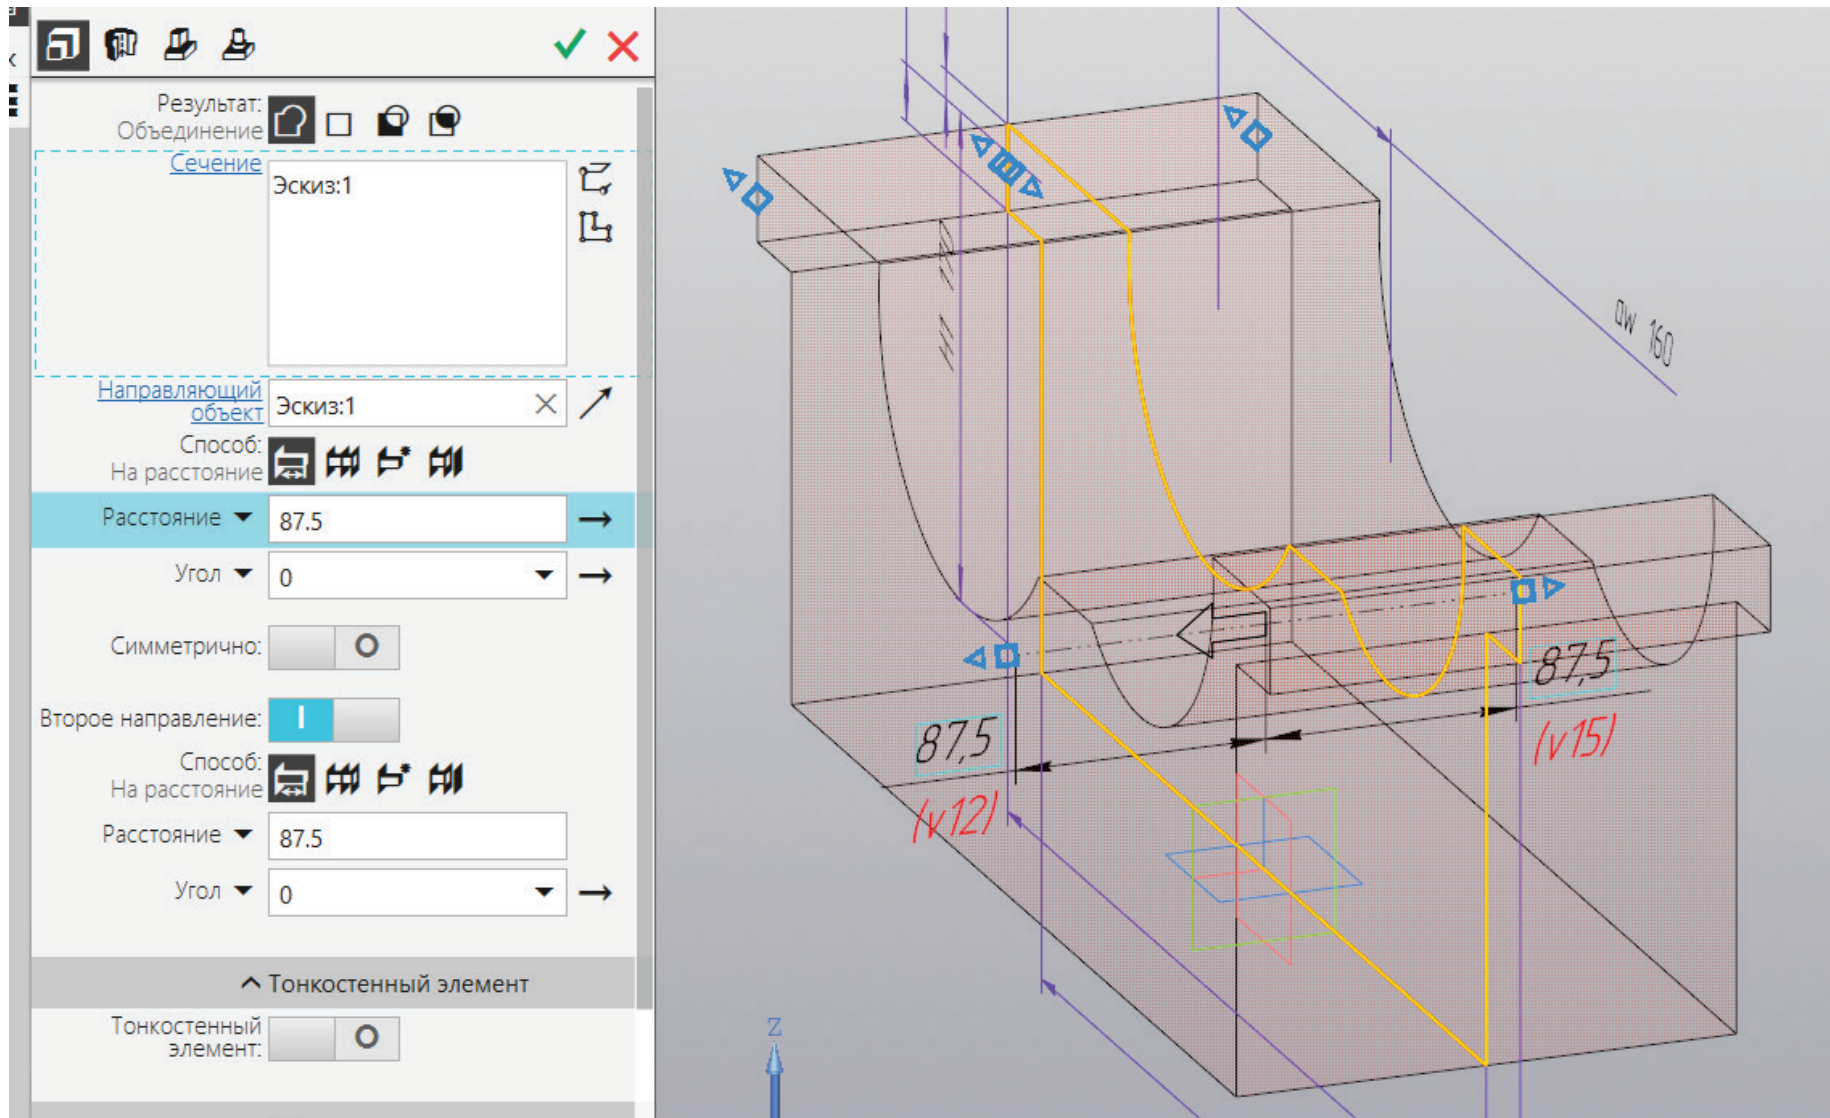 Результат:
Объединение
Сечение
Эскиз:1
Направляющий
объект
Эскиз:1
Способ:
На расстояние
Расстояние
87.5
Угол
0
Симметрично:
Второе направление:
Способ:
На расстояние
Расстояние
87.5
Угол
0
Тонкостенный элемент
Тонкостенный
элемент:
aw 160
87,5
(v15)
87,5
(v12)
Z